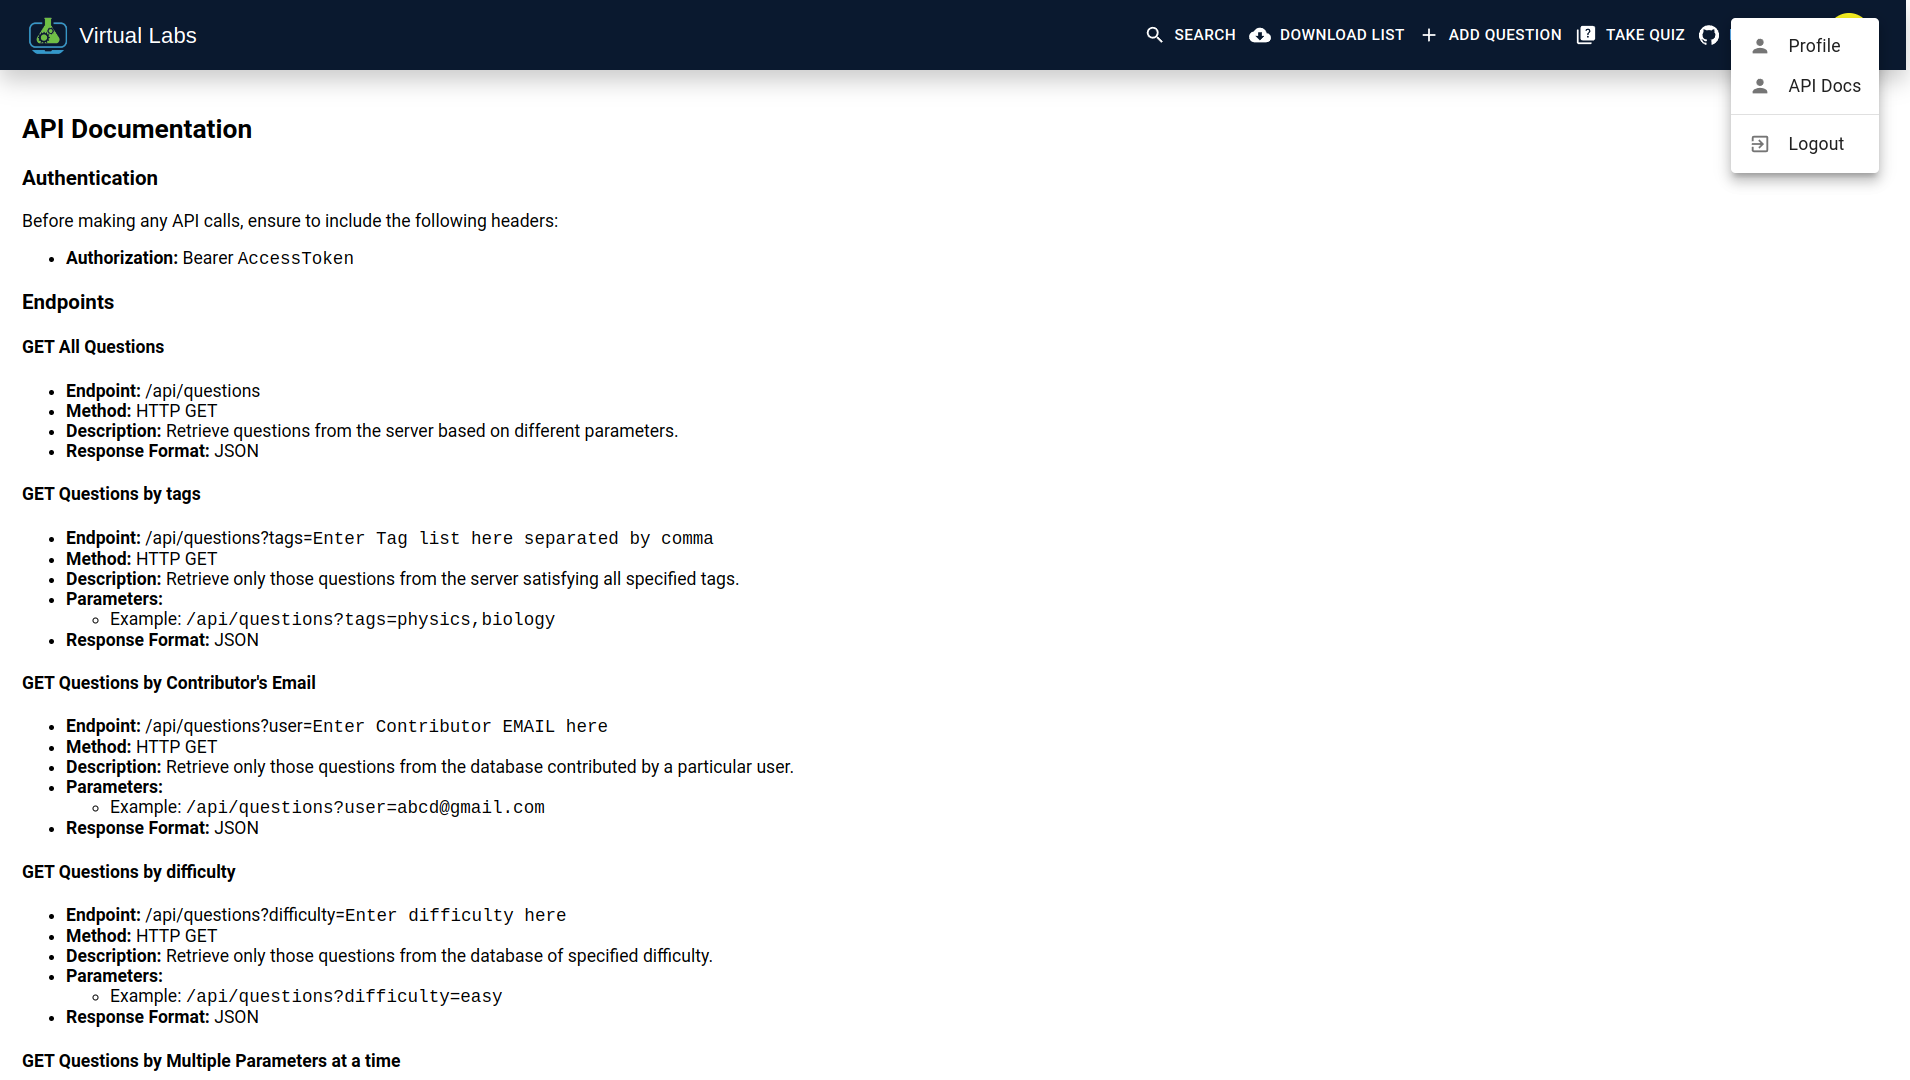 Virtual Labs
SEARCH
DOWNLOAD LIST
ADD QUESTION
TAKE QUIZ
Profile
API Docs
Logout
API Documentation
Authentication
Before making any API calls, ensure to include the following headers:
• Authorization: Bearer AccessToken
Endpoints
GET All Questions
• Endpoint: /api/questions
• Method: HTTP GET
• Description: Retrieve questions from the server based on different parameters.
• Response Format: JSON
GET Questions by tags
• Endpoint: /api/questions?tags=Enter Tag list here separated by comma
• Method: HTTP GET
• Description: Retrieve only those questions from the server satisfying all specified tags.
• Parameters:
◦ Example: /api/questions?tags=physics,biology
• Response Format: JSON
GET Questions by Contributor's Email
• Endpoint: /api/questions?user=Enter Contributor EMAIL here
• Method: HTTP GET
• Description: Retrieve only those questions from the database contributed by a particular user.
• Parameters:
◦ Example: /api/questions?user=abcd@gmail.com
• Response Format: JSON
GET Questions by difficulty
• Endpoint: /api/questions?difficulty=Enter difficulty here
• Method: HTTP GET
• Description: Retrieve only those questions from the database of specified difficulty.
• Parameters:
◦ Example: /api/questions?difficulty=easy
• Response Format: JSON
GET Questions by Multiple Parameters at a time